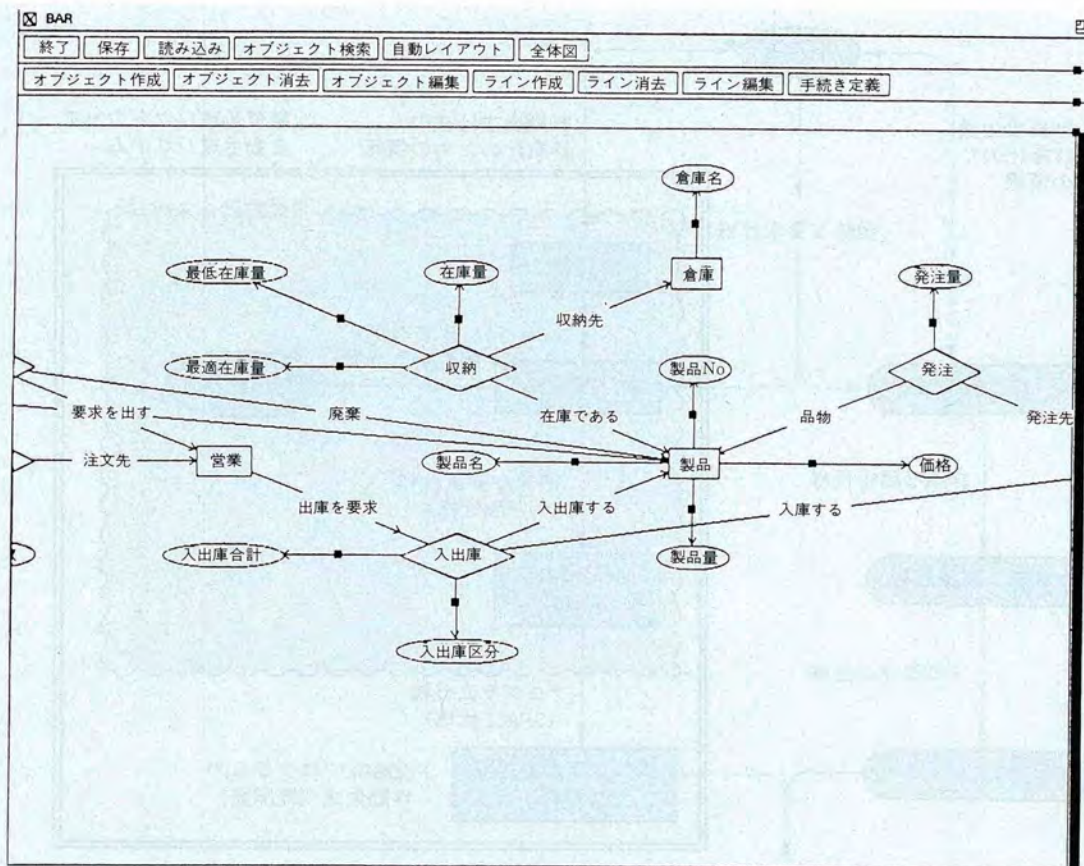 BAR
終了 保存 読み込み オブジェクト検索 自動レイアウト 全体図
オブジェクト作成 オブジェクト消去 オブジェクト編集 ライン作成 ライン消去 ライン編集 手続き定義
倉庫名
最低在庫量 在庫量 倉庫 発注量
収納先
最適在庫量 収納 製品No 発注
要求を出す 廃棄 在庫である 品物 発注先
注文先 営業 製品名 製品 価格
出庫を要求 入出庫する 入庫する
入出庫合計 入出庫 製品量
入出庫区分